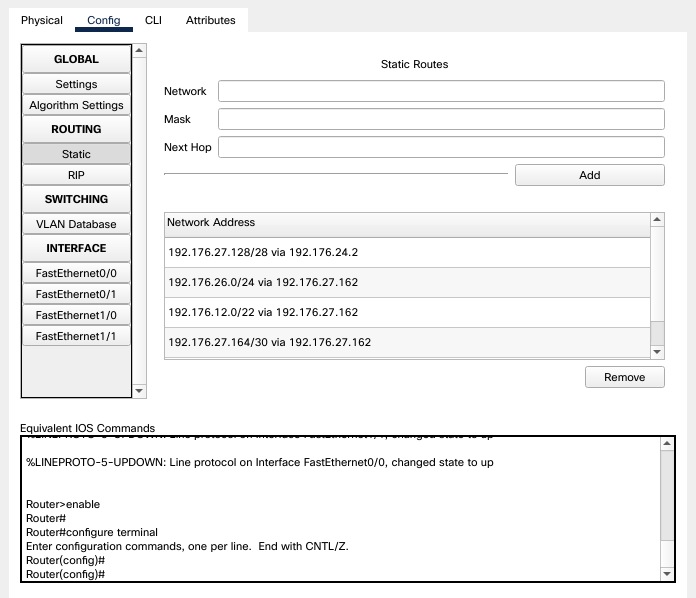 Physical Config CLI Attributes
GLOBAL
Settings
Algorithm Settings
ROUTING
Static
RIP
SWITCHING
VLAN Database
INTERFACE
FastEthernet0/0
FastEthernet0/1
FastEthernet1/0
FastEthernet1/1
Static Routes
Network
Mask
Next Hop
Add
Network Address
192.176.27.128/28 via 192.176.24.2
192.176.26.0/24 via 192.176.27.162
192.176.12.0/22 via 192.176.27.162
192.176.27.164/30 via 192.176.27.162
Remove
Equivalent IOS Commands
%LINEPROTO-5-UPDOWN: Line protocol on Interface FastEthernet0/0, changed state to up
Router>enable
Router#
Router#configure terminal
Enter configuration commands, one per line.  End with CNTL/Z.
Router(config)#
Router(config)#